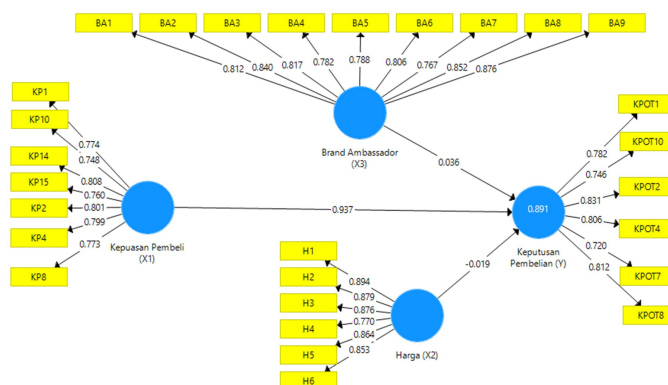 BA1 BA2 BA3 BA4 BA5 BA6 BA7 BA8 BA9
0.812 0.840 0.817 0.782 0.788 0.806 0.767 0.852 0.876
Brand Ambassador
(X3)
KP1
KP10
KP14
KP15
KP2
KP4
KP8
0.774
0.748
0.808
0.760
0.801
0.799
0.773
Kepuasan Pembeli
(X1)
0.937
0.036
-0.019
H1
H2
H3
H4
H5
H6
0.894
0.879
0.876
0.770
0.864
0.853
Harga (X2)
0.891
Keputusan
Pembelian (Y)
0.782
0.746
0.831
0.806
0.720
0.812
KPOT1
KPOT10
KPOT2
KPOT4
KPOT7
KPOT8